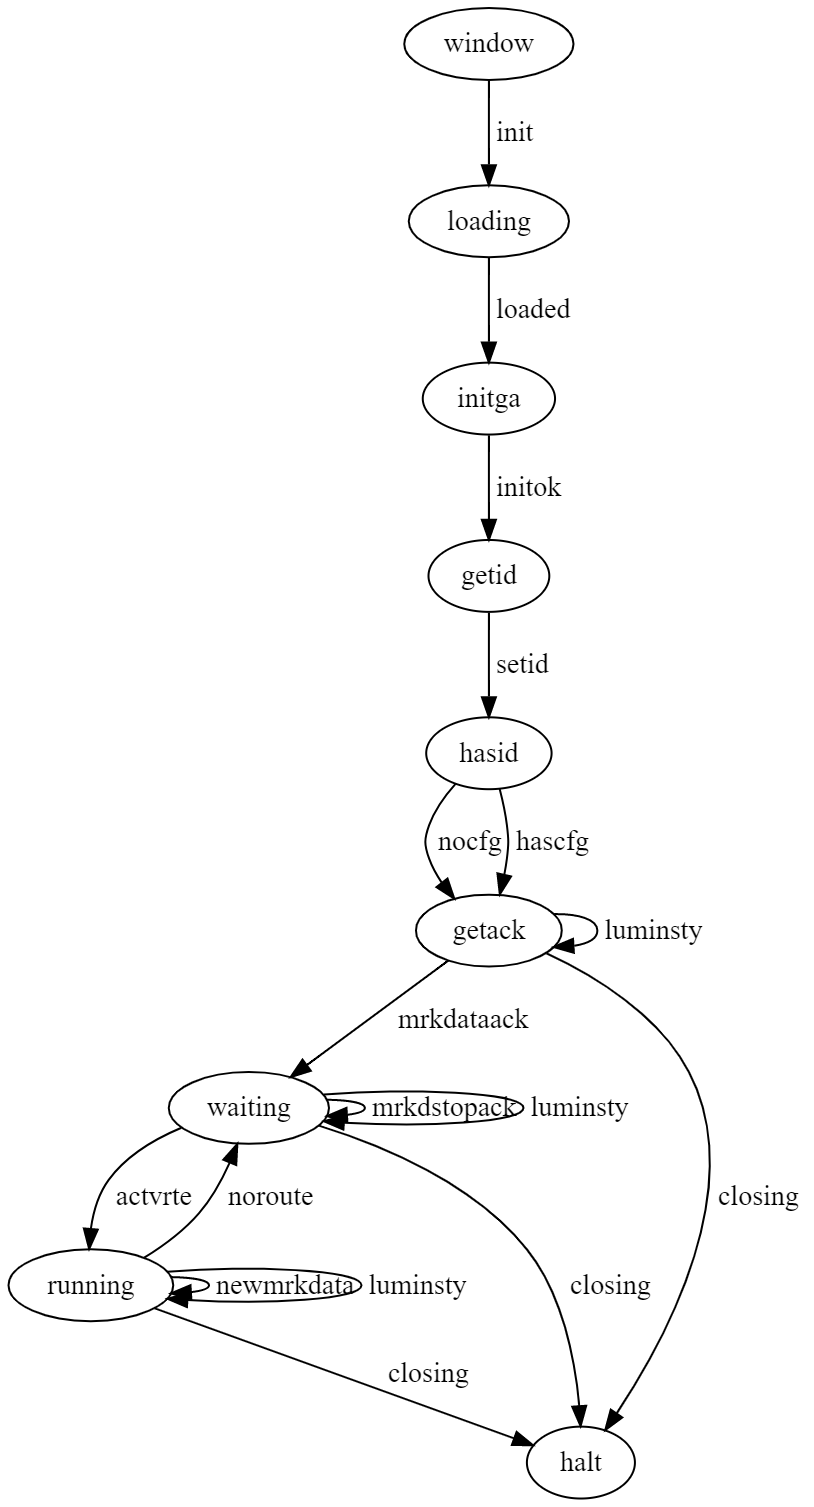 window
init
loading
loaded
initga
initok
getid
setid
hasid
nocfg
hascfg
getack
luminsty
mrkdataack
waiting
mrkdstopack
luminsty
actvrte
noroute
closing
running
newmrkdata
luminsty
closing
closing
halt